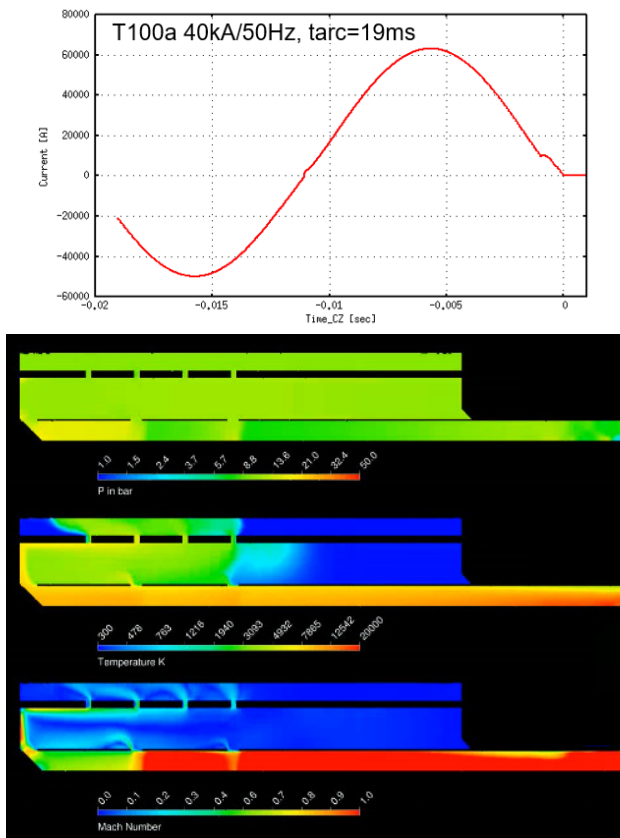 T100a 40kA/50Hz, tarc=19ms
80000
60000
40000
20000
0
-20000
-40000
-60000
Current [A]
-0.02 -0.015 -0.01 -0.005 0
Time_CZ [sec]
1.0 1.5 2.4 3.7 5.7 8.8 13.6 21.0 32.4 50.0
P in bar
300 478 763 1216 1940 3093 4932 7865 12542 20000
Temperature K
0.0 0.1 0.2 0.3 0.4 0.6 0.7 0.8 0.9 1.0
Mach Number